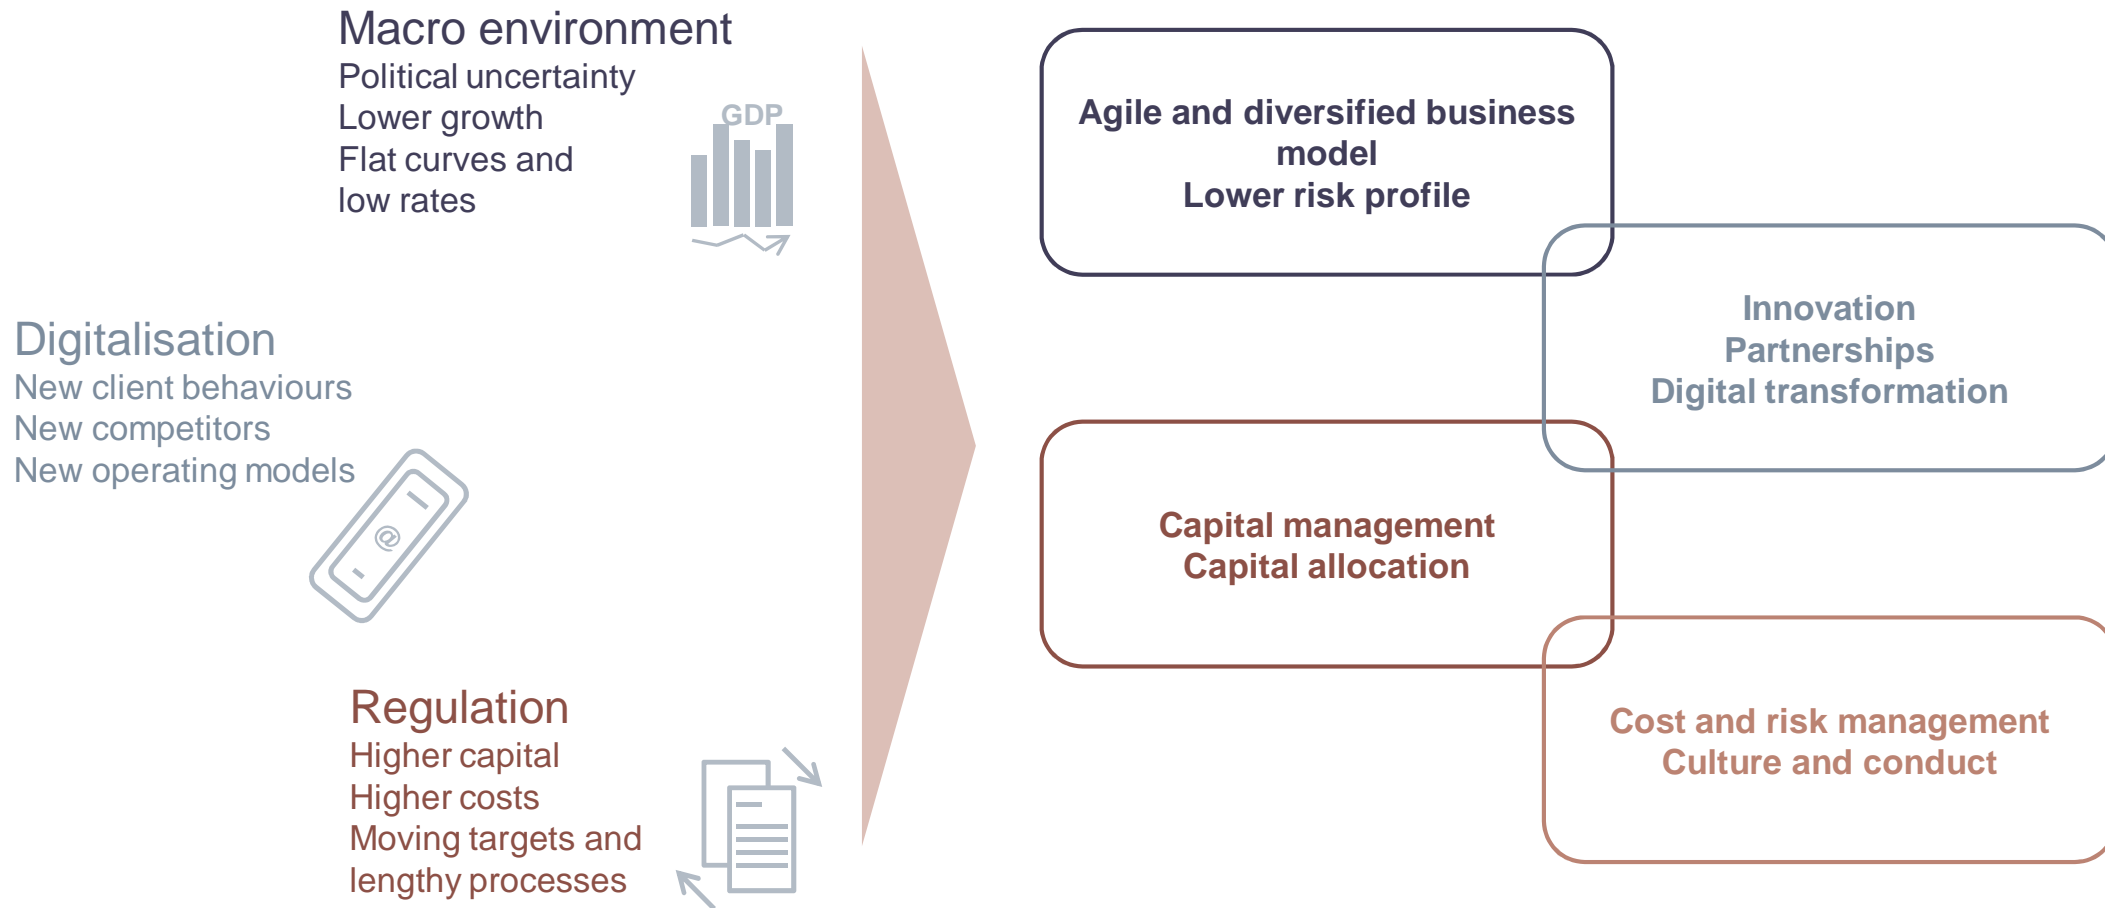 Macro environment
Political uncertainty
Lower growth
Flat curves and
low rates
GDP
Digitalisation
New client behaviours
New competitors
New operating models
@
Regulation
Higher capital
Higher costs
Moving targets and
lengthy processes
Agile and diversified business
model
Lower risk profile
Innovation
Partnerships
Digital transformation
Capital management
Capital allocation
Cost and risk management
Culture and conduct